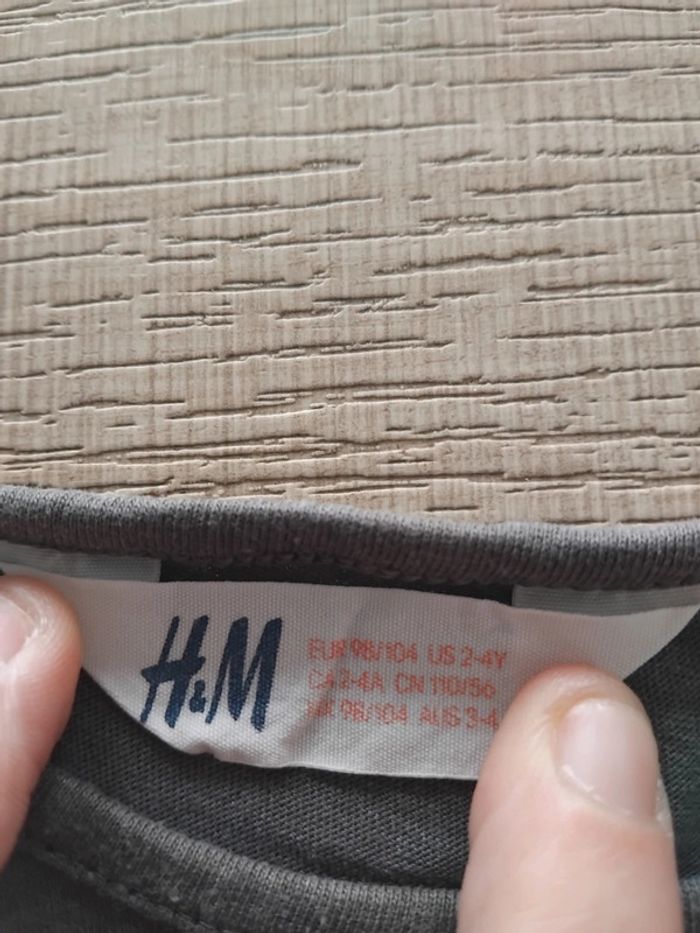 H&M
EUR 98/104 US 2-4Y
CA 2-4A CN 110/56
98/104 AUS 3-4